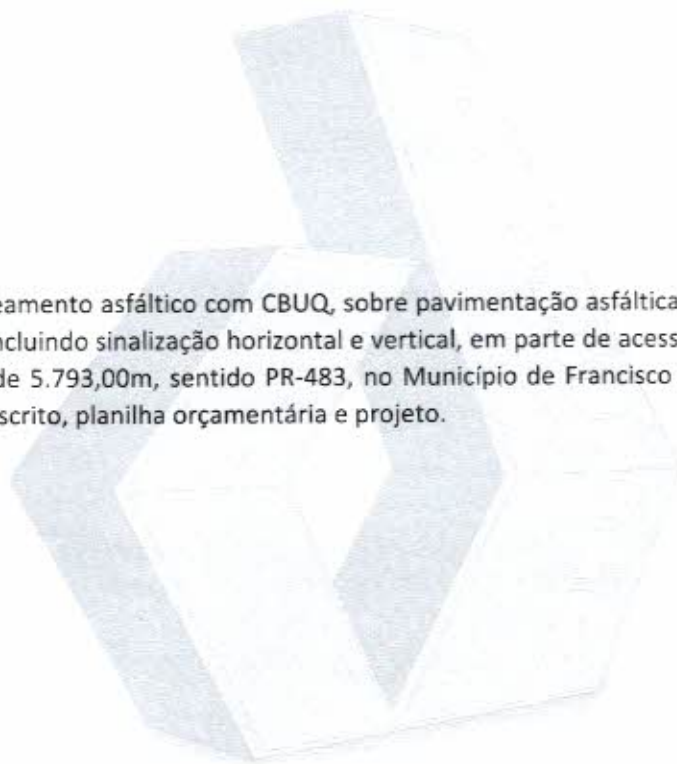 eamento asfáltico com CBUQ, sobre pavimentação asfáltica
ncluindo sinalização horizontal e vertical, em parte de acess
de 5.793,00m, sentido PR-483, no Município de Francisco
scrito, planilha orçamentária e projeto.